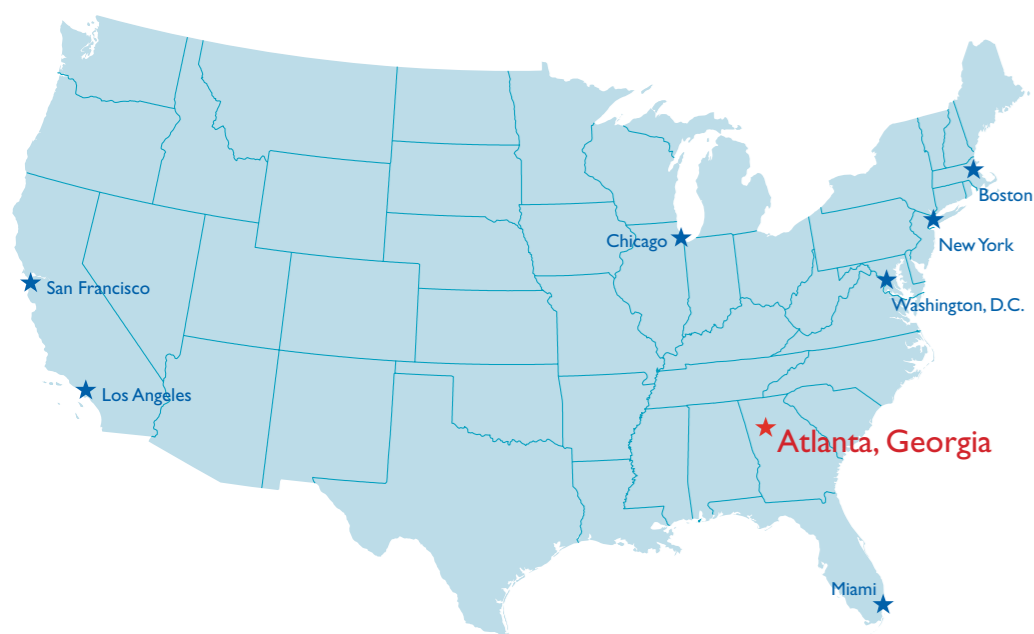 Boston
New York
Chicago
San Francisco
Washington, D.C.
Los Angeles
Atlanta, Georgia
Miami